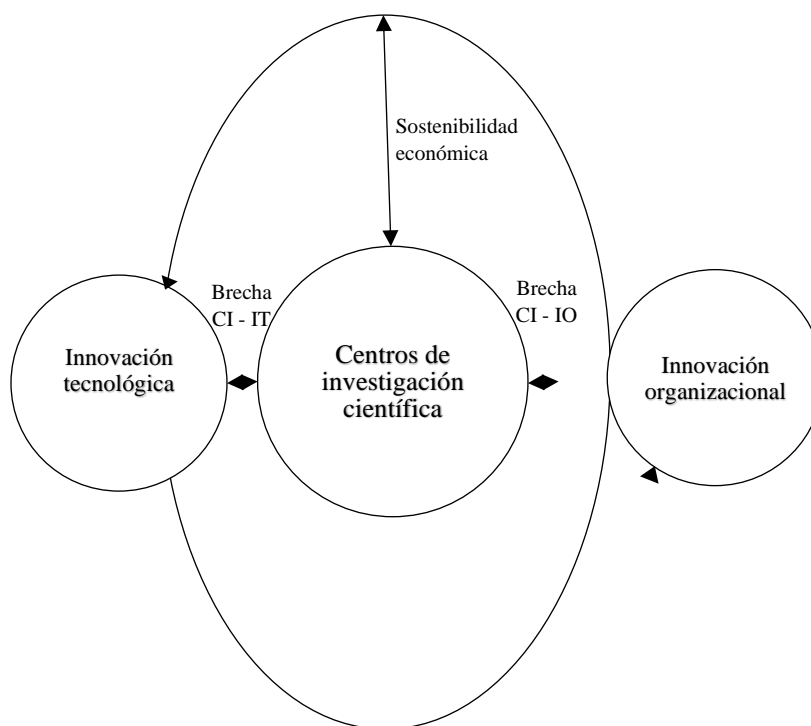 Sostenibilidad
económica
Brecha
CI - IT
Brecha
CI - IO
Innovación
tecnológica
Centros de
investigación
científica
Innovación
organizacional